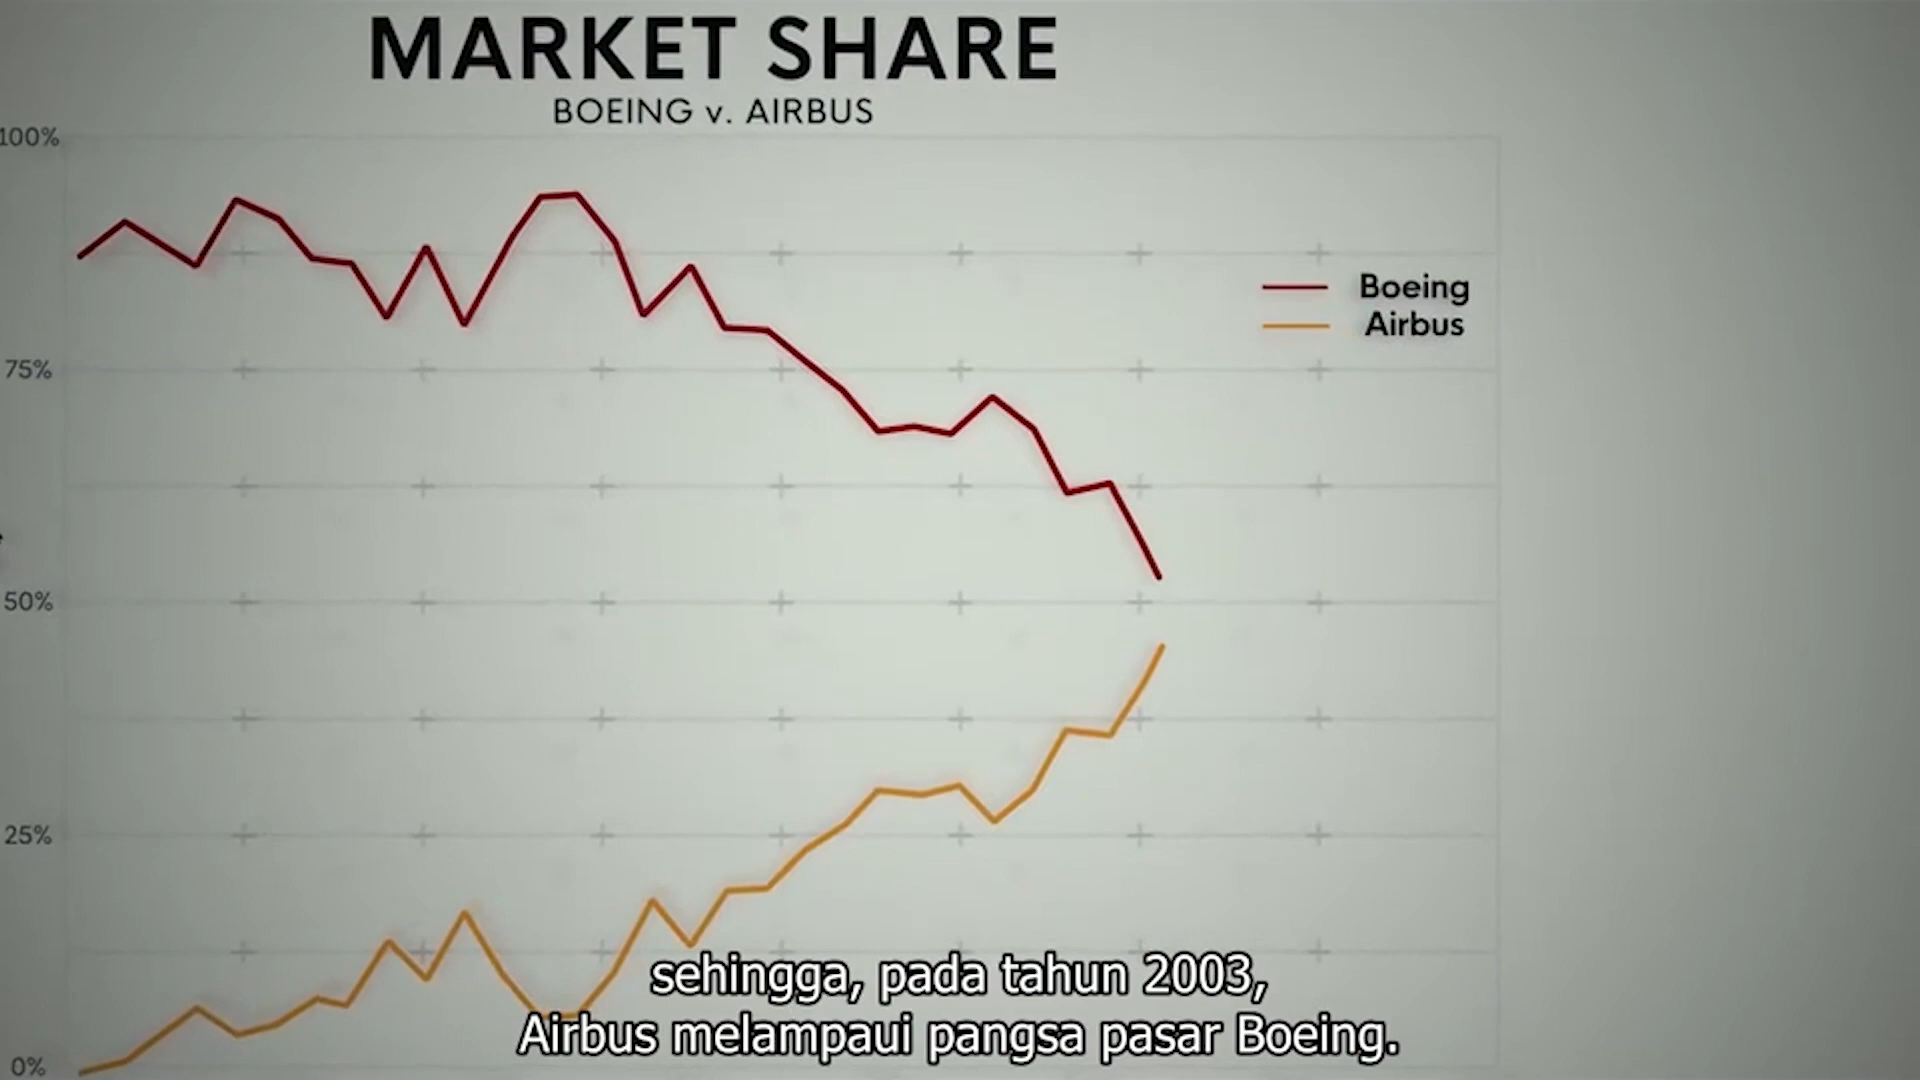 MARKET SHARE
BOEING v. AIRBUS
100%
Boeing
Airbus
75%
50%
25%
0%
sehingga, pada tahun 2003,
Airbus melampaui pangsa pasar Boeing.